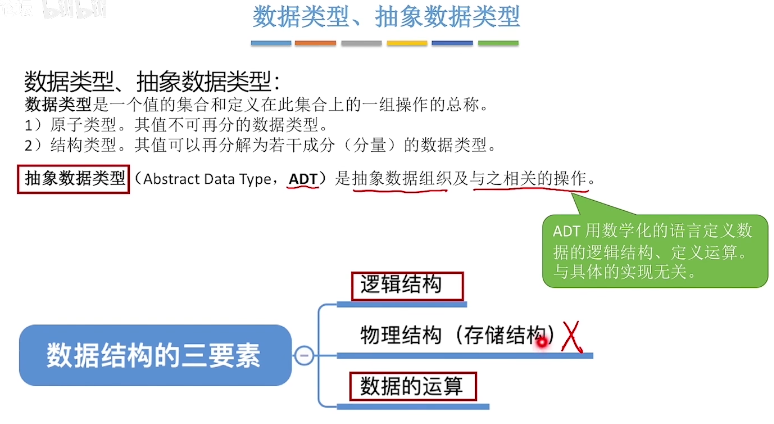 bilibili
数据类型、抽象数据类型
数据类型、抽象数据类型：
数据类型是一个值的集合和定义在此集合上的一组操作的总称。
1）原子类型。其值不可再分的数据类型。
2）结构类型。其值可以再分解为若干成分（分量）的数据类型。
抽象数据类型（Abstract Data Type，ADT）是抽象数据组织及与之相关的操作。
ADT 用数学化的语言定义数
据的逻辑结构、定义运算。
与具体的实现无关。
逻辑结构
物理结构（存储结构）
数据结构的三要素
数据的运算